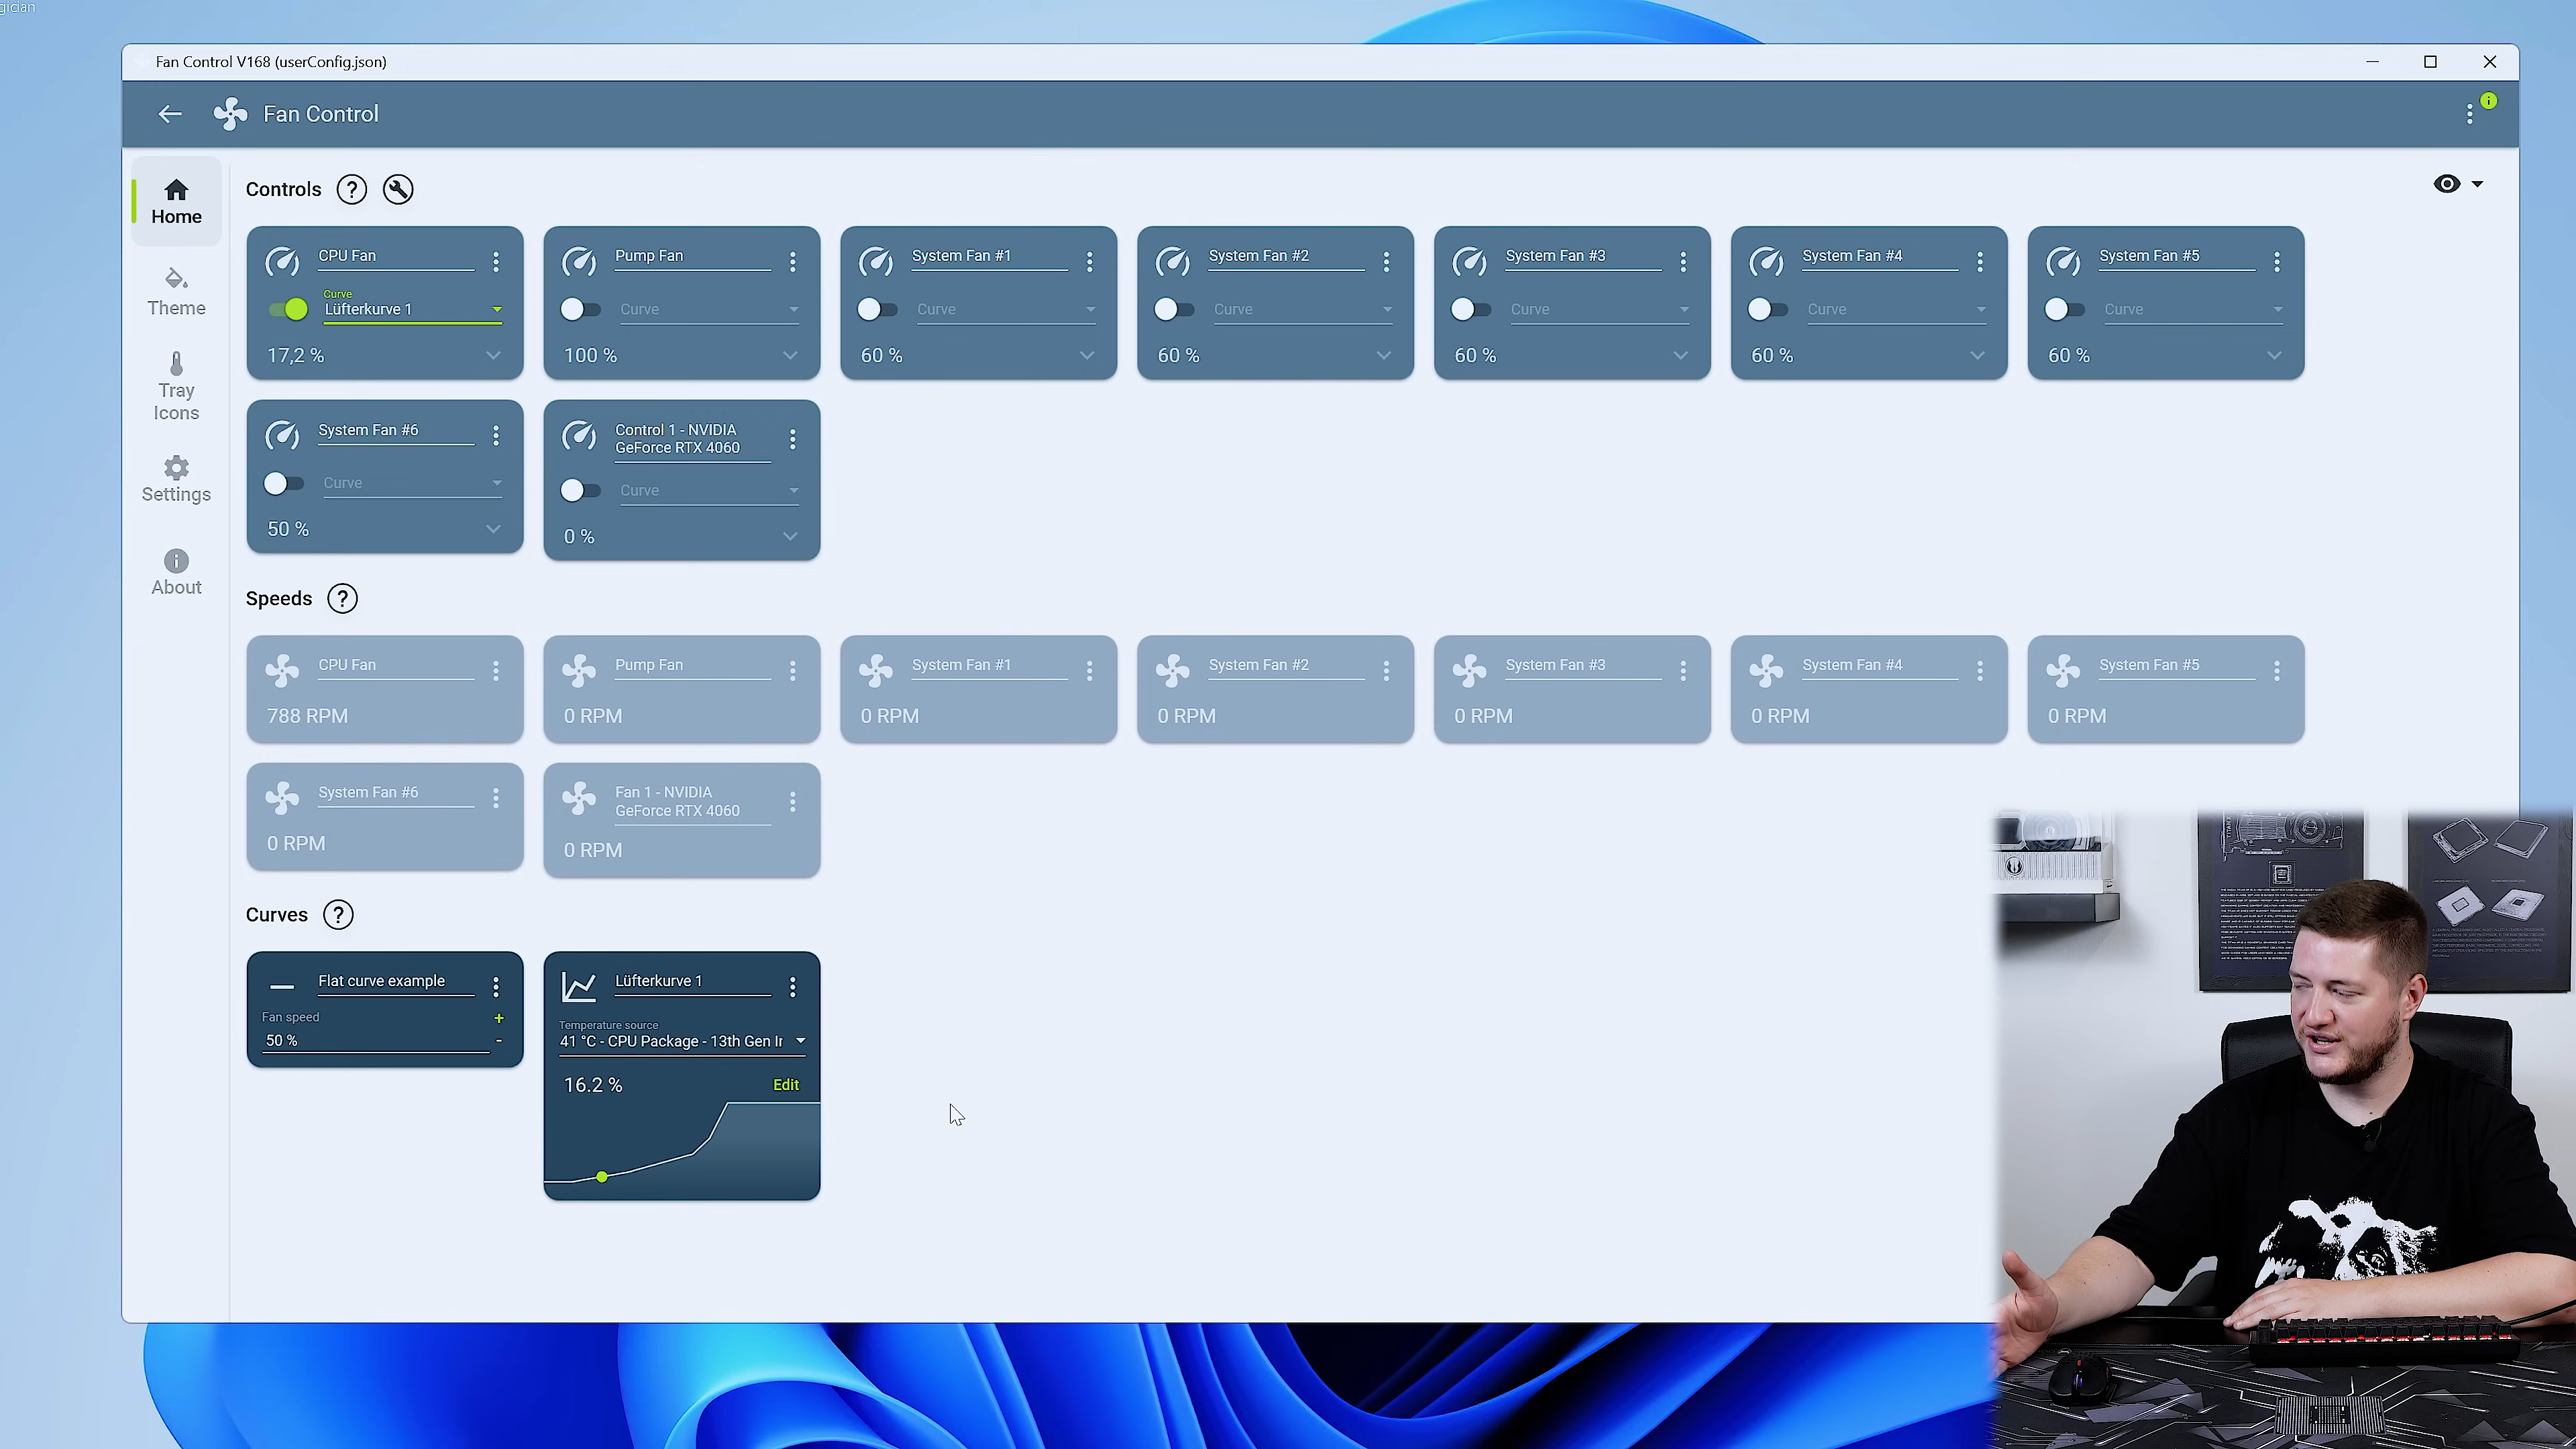 gician
Fan Control V168 (userConfig.json)
Fan Control
Home
Theme
Tray
Icons
Settings
About
Controls
CPU Fan
Curve
Lüfterkurve 1
17,2 %
Pump Fan
Curve
100 %
System Fan #1
Curve
60 %
System Fan #2
Curve
60 %
System Fan #3
Curve
60 %
System Fan #4
Curve
60 %
System Fan #5
Curve
60 %
System Fan #6
Curve
50 %
Control 1 - NVIDIA
GeForce RTX 4060
Curve
0 %
Speeds
CPU Fan
788 RPM
Pump Fan
0 RPM
System Fan #1
0 RPM
System Fan #2
0 RPM
System Fan #3
0 RPM
System Fan #4
0 RPM
System Fan #5
0 RPM
System Fan #6
0 RPM
Fan 1 - NVIDIA
GeForce RTX 4060
0 RPM
Curves
Flat curve example
Fan speed
50 %
Lüfterkurve 1
Temperature source
41 °C - CPU Package - 13th Gen Ir
16.2 %
Edit